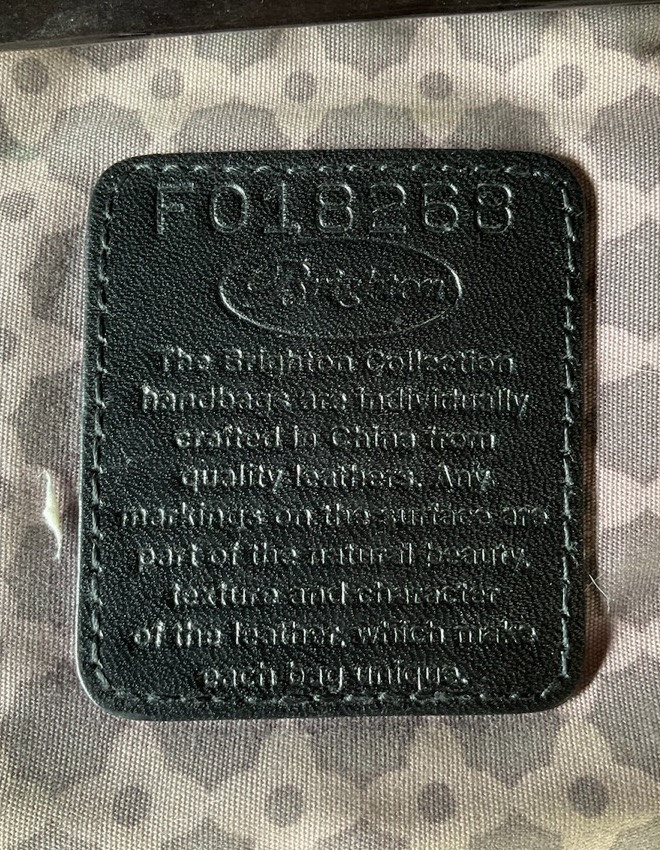 F018268
Brighton
The Brighton Collection
handbags are individually
crafted in China from
quality leathers. Any
markings on the surface are
part of the natural beauty,
texture and character
of the leather, which make
each bag unique.